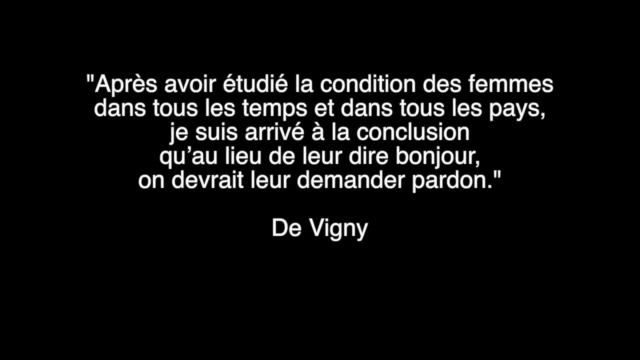 "Après avoir étudié la condition des femmes
dans tous les temps et dans tous les pays,
je suis arrivé à la conclusion
qu’au lieu de leur dire bonjour,
on devrait leur demander pardon."
De Vigny